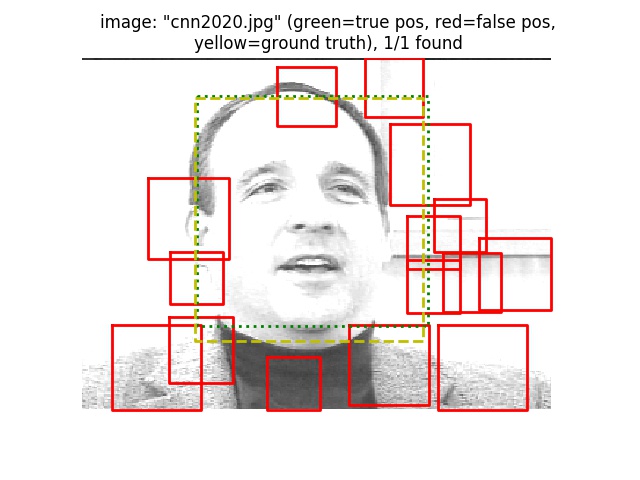 image: "cnn2020.jpg" (green=true pos, red=false pos,
yellow=ground truth), 1/1 found